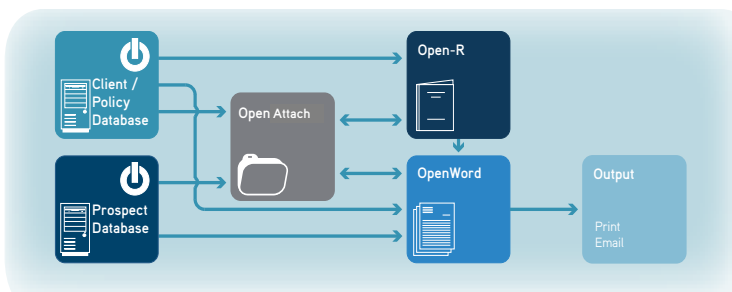 Client /
Policy
Database
Open Attach
Open-R
Prospect
Database
OpenWord
Output
Print
Email